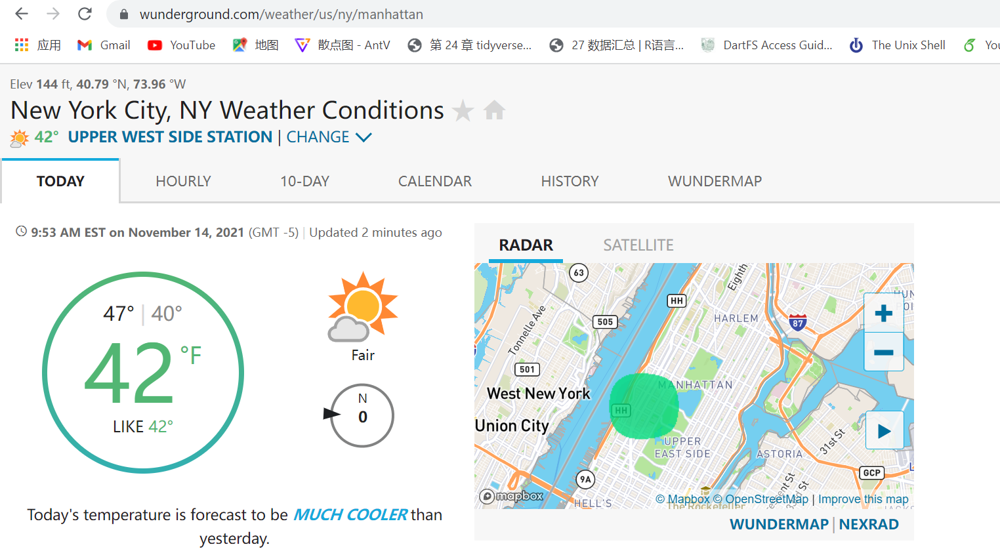 wunderground.com/weather/us/ny/manhattan
应用 Gmail YouTube 地图 散点图 - AntV 第 24 章 tidyverse... 27 数据汇总 | R语言... DartFS Access Guid... The Unix Shell You
Elev 144 ft, 40.79 °N, 73.96 °W
New York City, NY Weather Conditions
42° UPPER WEST SIDE STATION | CHANGE
TODAY HOURLY 10-DAY CALENDAR HISTORY WUNDERMAP
9:53 AM EST on November 14, 2021 (GMT -5) | Updated 2 minutes ago
47° | 40°
42 °F
LIKE 42°
Fair
N
0
Today's temperature is forecast to be MUCH COOLER than
yesterday.
RADAR SATELLITE
63
Eighth
HH
HUN
POI
Tonnelle Ave
505
HARLEM
87
501
MANHATTAN
West New York
HH
Union City
UPPER
EAST SIDE
31st St
ASTORIA
GCP
9A
mapbox
HELL'S
The Rockefeller
© Mapbox © OpenStreetMap | Improve this map
WUNDERMAP | NEXRAD